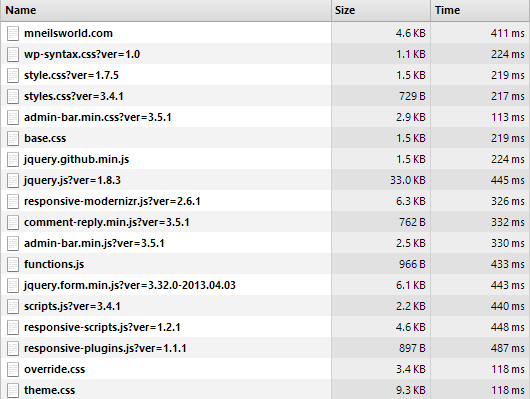 Name Size Time
mneilsworld.com 4.6 KB 411 ms
wp-syntax.css?ver=1.0 1.1 KB 224 ms
style.css?ver=1.7.5 1.5 KB 219 ms
styles.css?ver=3.4.1 729 B 217 ms
admin-bar.min.css?ver=3.5.1 2.9 KB 113 ms
base.css 1.5 KB 219 ms
jquery.github.min.js 1.5 KB 224 ms
jquery.js?ver=1.8.3 33.0 KB 445 ms
responsive-modernizr.js?ver=2.6.1 6.3 KB 326 ms
comment-reply.min.js?ver=3.5.1 762 B 332 ms
admin-bar.min.js?ver=3.5.1 2.5 KB 330 ms
functions.js 966 B 433 ms
jquery.form.min.js?ver=3.32.0-2013.04.03 6.1 KB 443 ms
scripts.js?ver=3.4.1 2.2 KB 440 ms
responsive-scripts.js?ver=1.2.1 4.6 KB 448 ms
responsive-plugins.js?ver=1.1.1 897 B 487 ms
override.css 3.4 KB 118 ms
theme.css 9.3 KB 118 ms